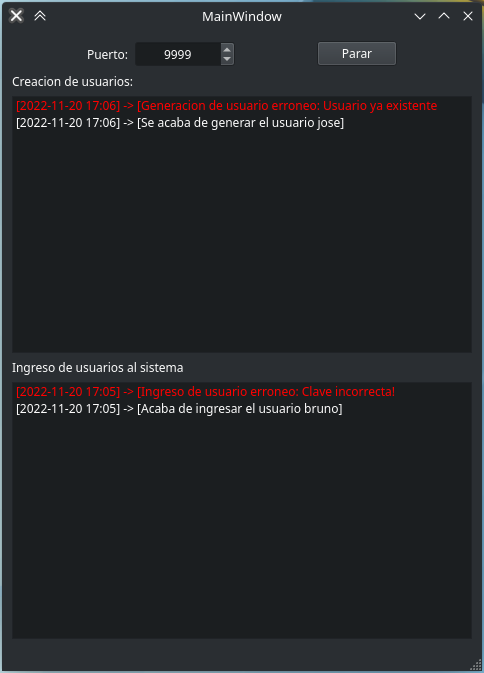 MainWindow
Puerto: 9999 Parar
Creacion de usuarios:
[2022-11-20 17:06] -> [Generacion de usuario erroneo: Usuario ya existente
[2022-11-20 17:06] -> [Se acaba de generar el usuario jose]
Ingreso de usuarios al sistema
[2022-11-20 17:05] -> [Ingreso de usuario erroneo: Clave incorrecta!
[2022-11-20 17:05] -> [Acaba de ingresar el usuario bruno]